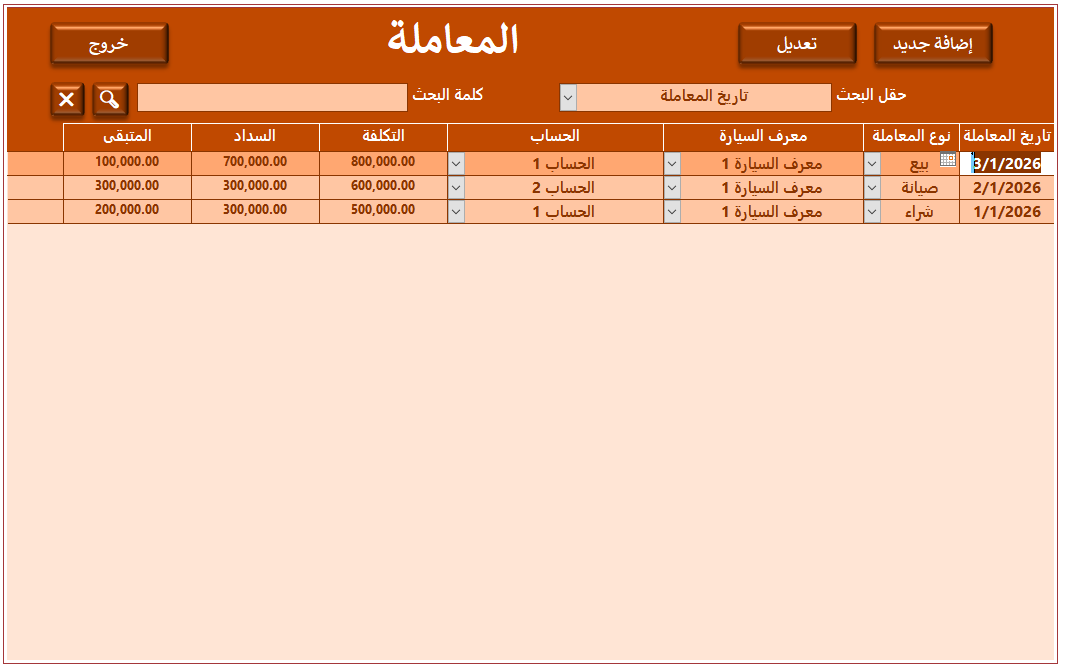 إضافة جديد تعديل المعاملة خروج
حقل البحث تاريخ المعاملة كلمة البحث
تاريخ المعاملة نوع المعاملة معرف السيارة الحساب التكلفة السداد المتبقى
3/1/2026 بيع معرف السيارة 1 الحساب 1 800,000.00 700,000.00 100,000.00
2/1/2026 صيانة معرف السيارة 1 الحساب 2 600,000.00 300,000.00 300,000.00
1/1/2026 شراء معرف السيارة 1 الحساب 1 500,000.00 300,000.00 200,000.00